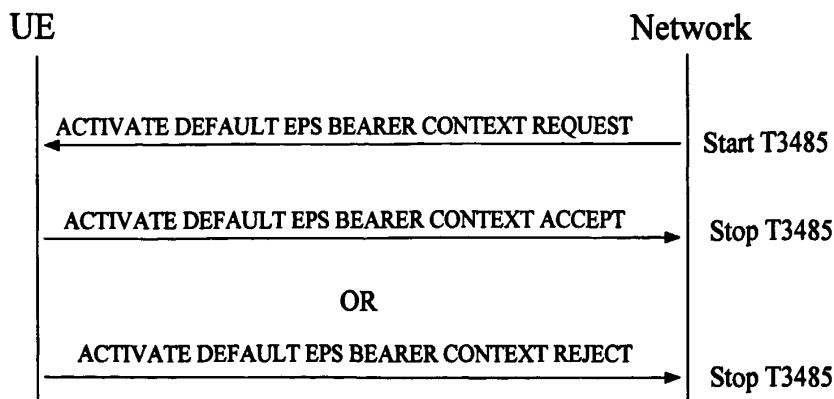 UE
Network
ACTIVATE DEFAULT EPS BEARER CONTEXT REQUEST
Start T3485
ACTIVATE DEFAULT EPS BEARER CONTEXT ACCEPT
Stop T3485
OR
ACTIVATE DEFAULT EPS BEARER CONTEXT REJECT
Stop T3485